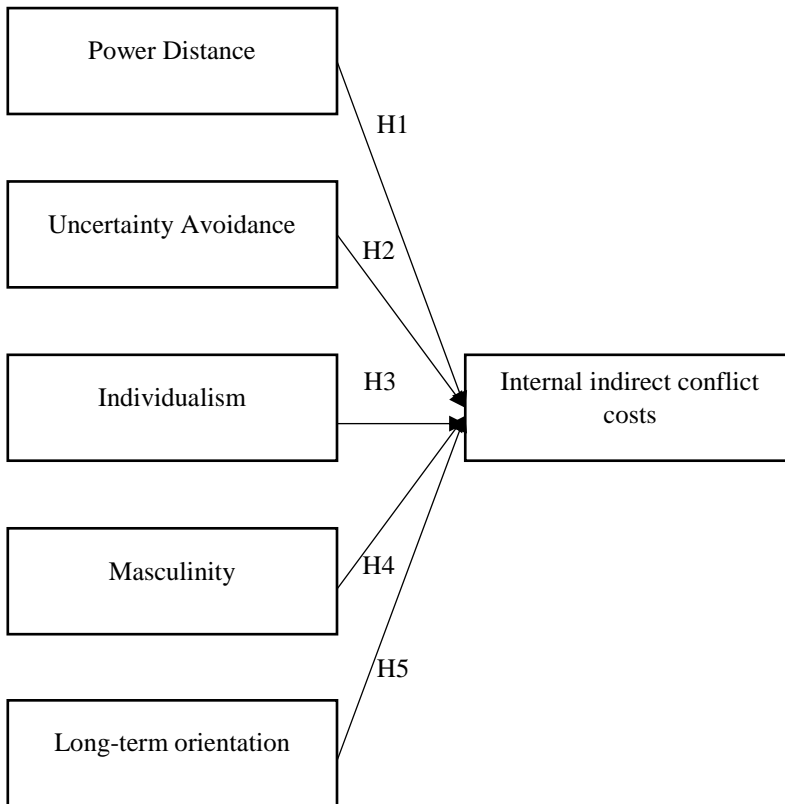 Power Distance
H1
Uncertainty Avoidance
H2
Individualism
H3
Internal indirect conflict
costs
Masculinity
H4
H5
Long-term orientation